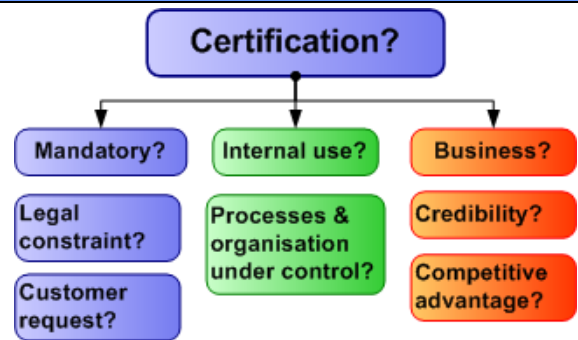 Certification?
Mandatory?
Internal use?
Business?
Legal
constraint?
Customer
request?
Processes &
organisation
under control?
Credibility?
Competitive
advantage?